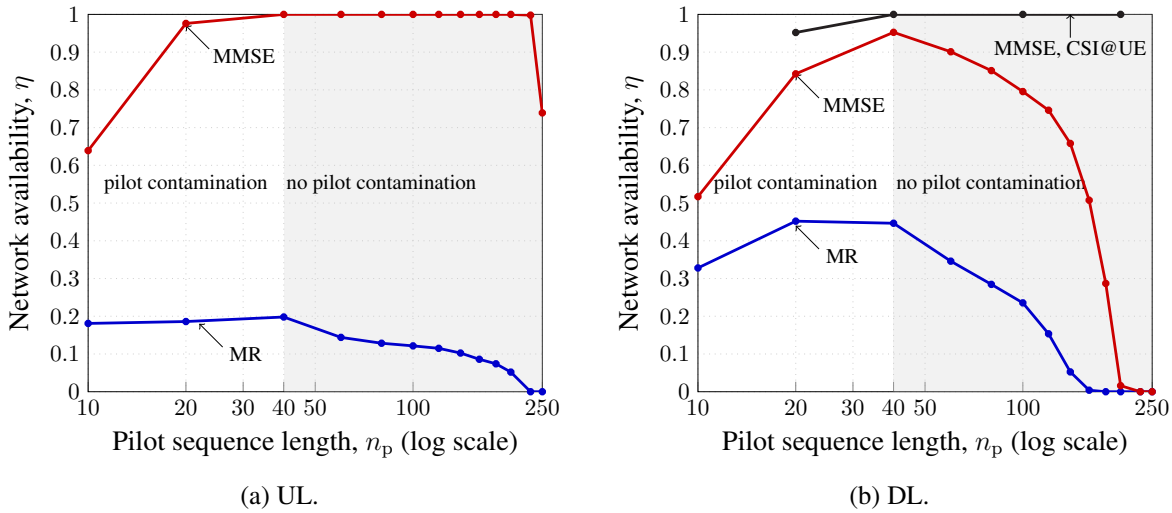 1
0.9
0.8
0.7
0.6
0.5
0.4
0.3
0.2
0.1
0
Network availability, η
MMSE
pilot contamination
no pilot contamination
MR
10
20
30
40
50
100
250
Pilot sequence length, nₚ (log scale)
(a) UL.
1
0.9
0.8
0.7
0.6
0.5
0.4
0.3
0.2
0.1
0
Network availability, η
MMSE, CSI@UE
MMSE
pilot contamination
no pilot contamination
MR
10
20
30
40
50
100
250
Pilot sequence length, nₚ (log scale)
(b) DL.